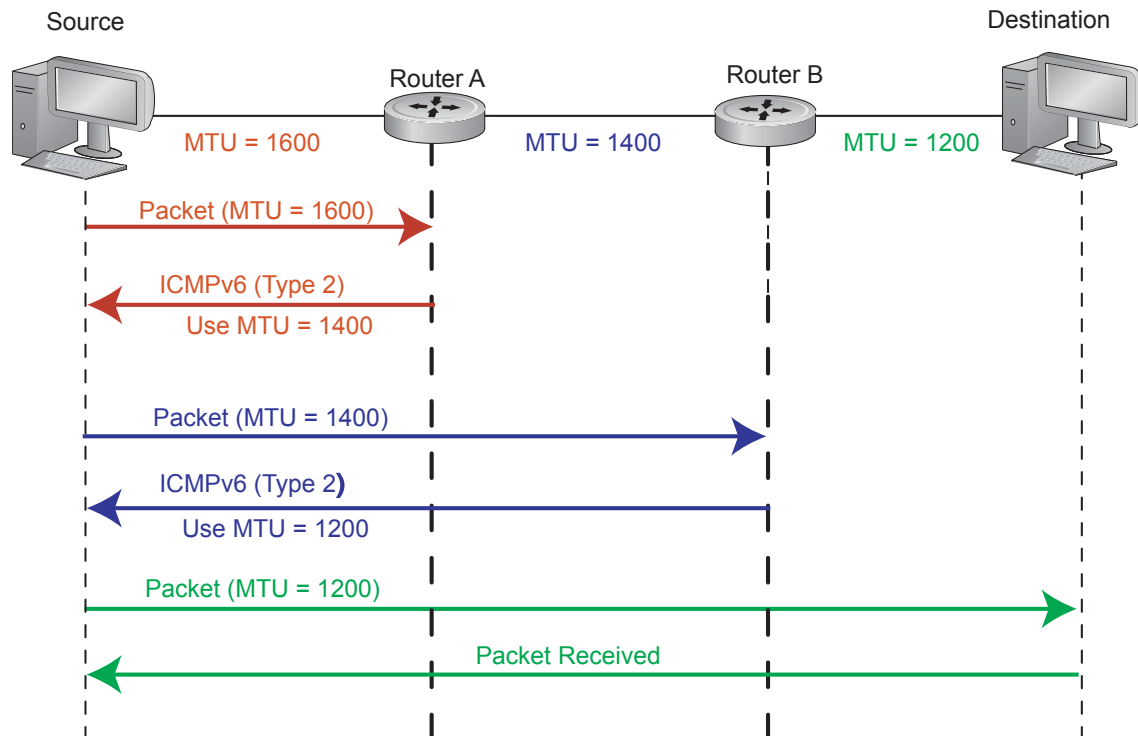 Source
Destination
Router A
Router B
MTU = 1600
MTU = 1400
MTU = 1200
Packet (MTU = 1600)
ICMPv6 (Type 2)
Use MTU = 1400
Packet (MTU = 1400)
ICMPv6 (Type 2)
Use MTU = 1200
Packet (MTU = 1200)
Packet Received